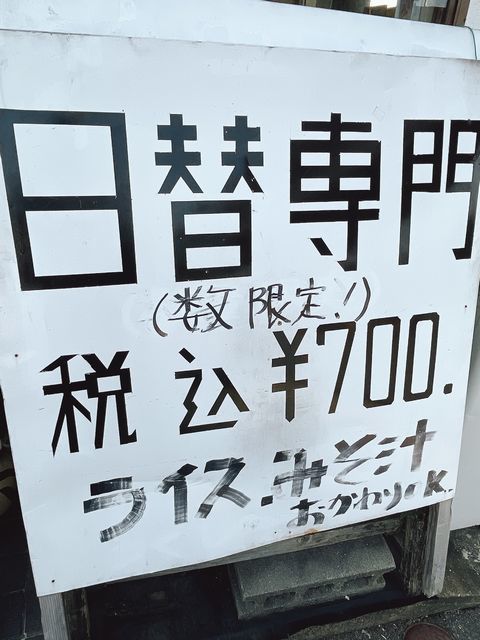 日替専門
(数限定!)
税込¥700.
ライス.みそ汁
おかわりOK.